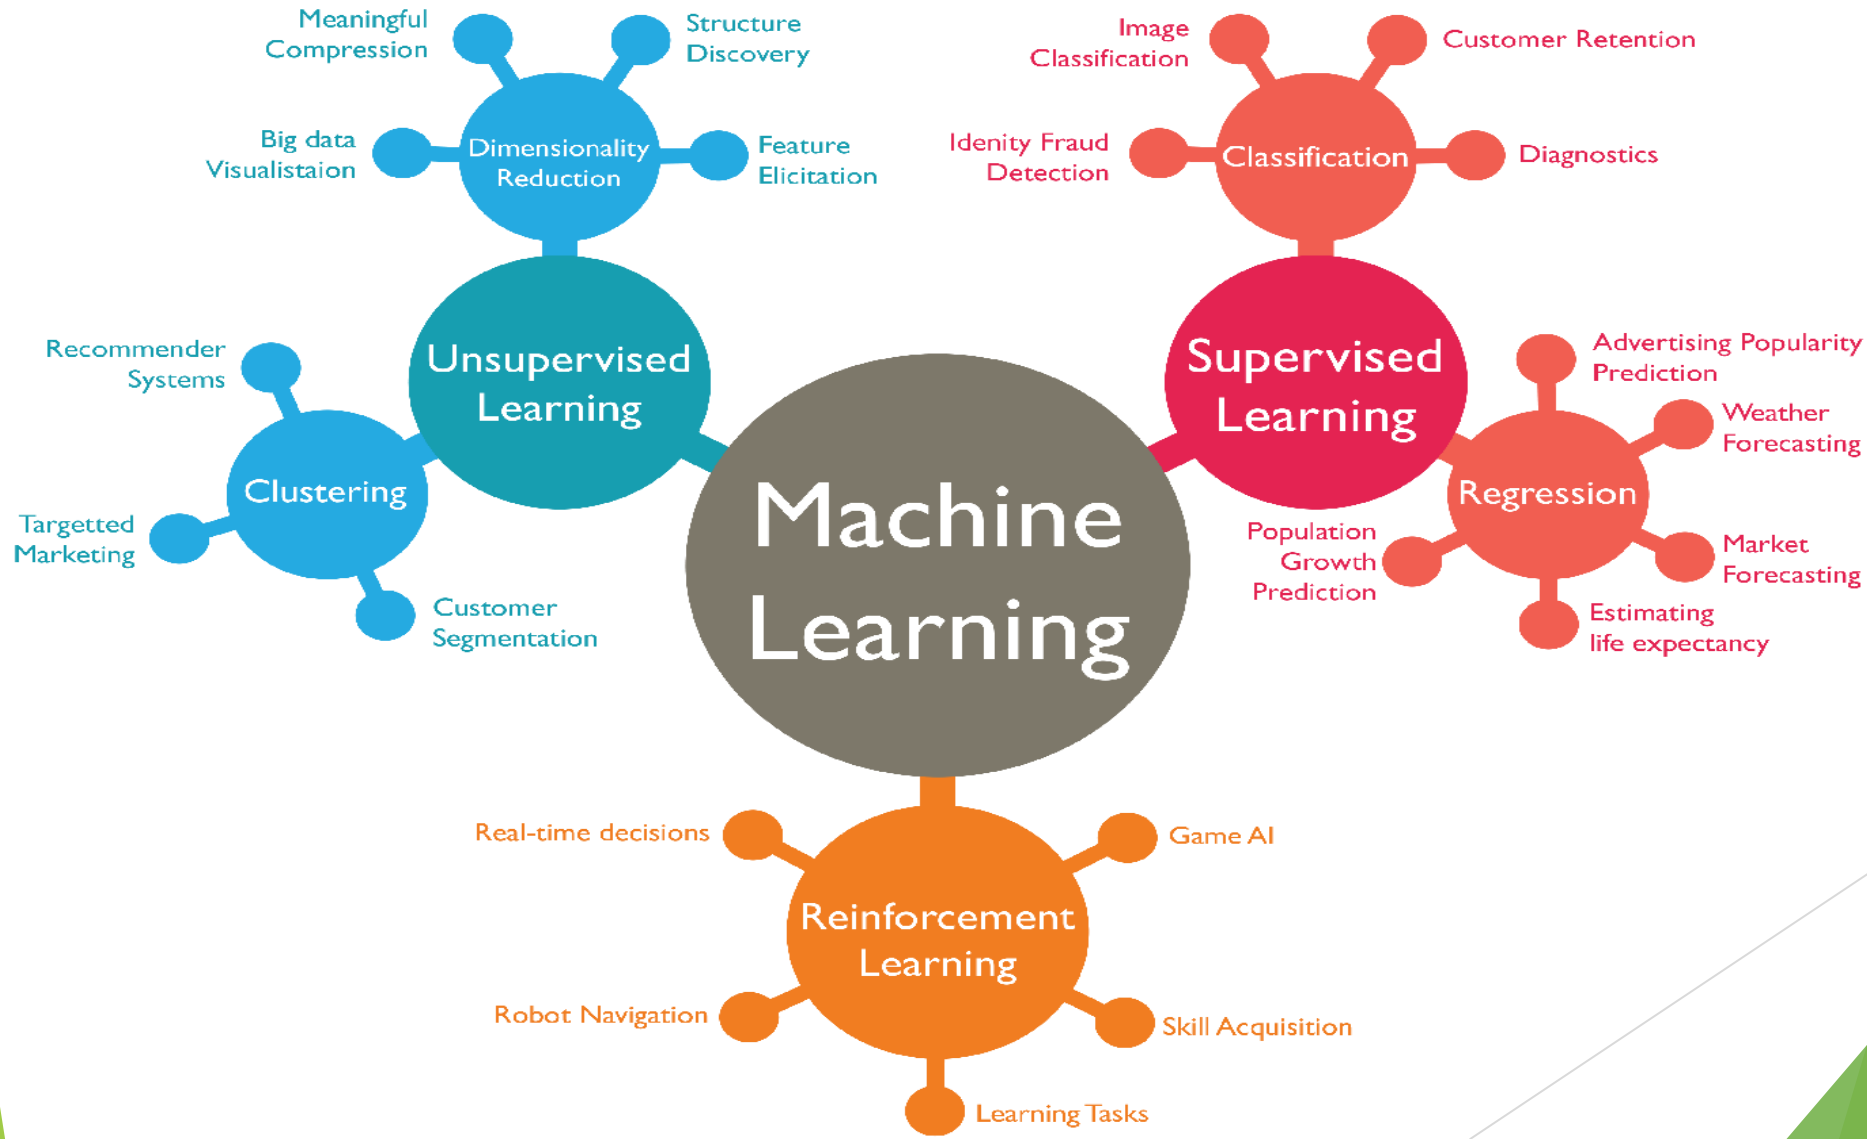 Meaningful
Compression
Structure
Discovery
Big data
Visualistaion
Dimensionality
Reduction
Feature
Elicitation
Image
Classification
Customer Retention
Idenity Fraud
Detection
Classification
Diagnostics
Recommender
Systems
Unsupervised
Learning
Clustering
Targetted
Marketing
Customer
Segmentation
Supervised
Learning
Advertising Popularity
Prediction
Weather
Forecasting
Regression
Population
Growth
Prediction
Market
Forecasting
Estimating
life expectancy
Machine
Learning
Real-time decisions
Game AI
Reinforcement
Learning
Robot Navigation
Skill Acquisition
Learning Tasks